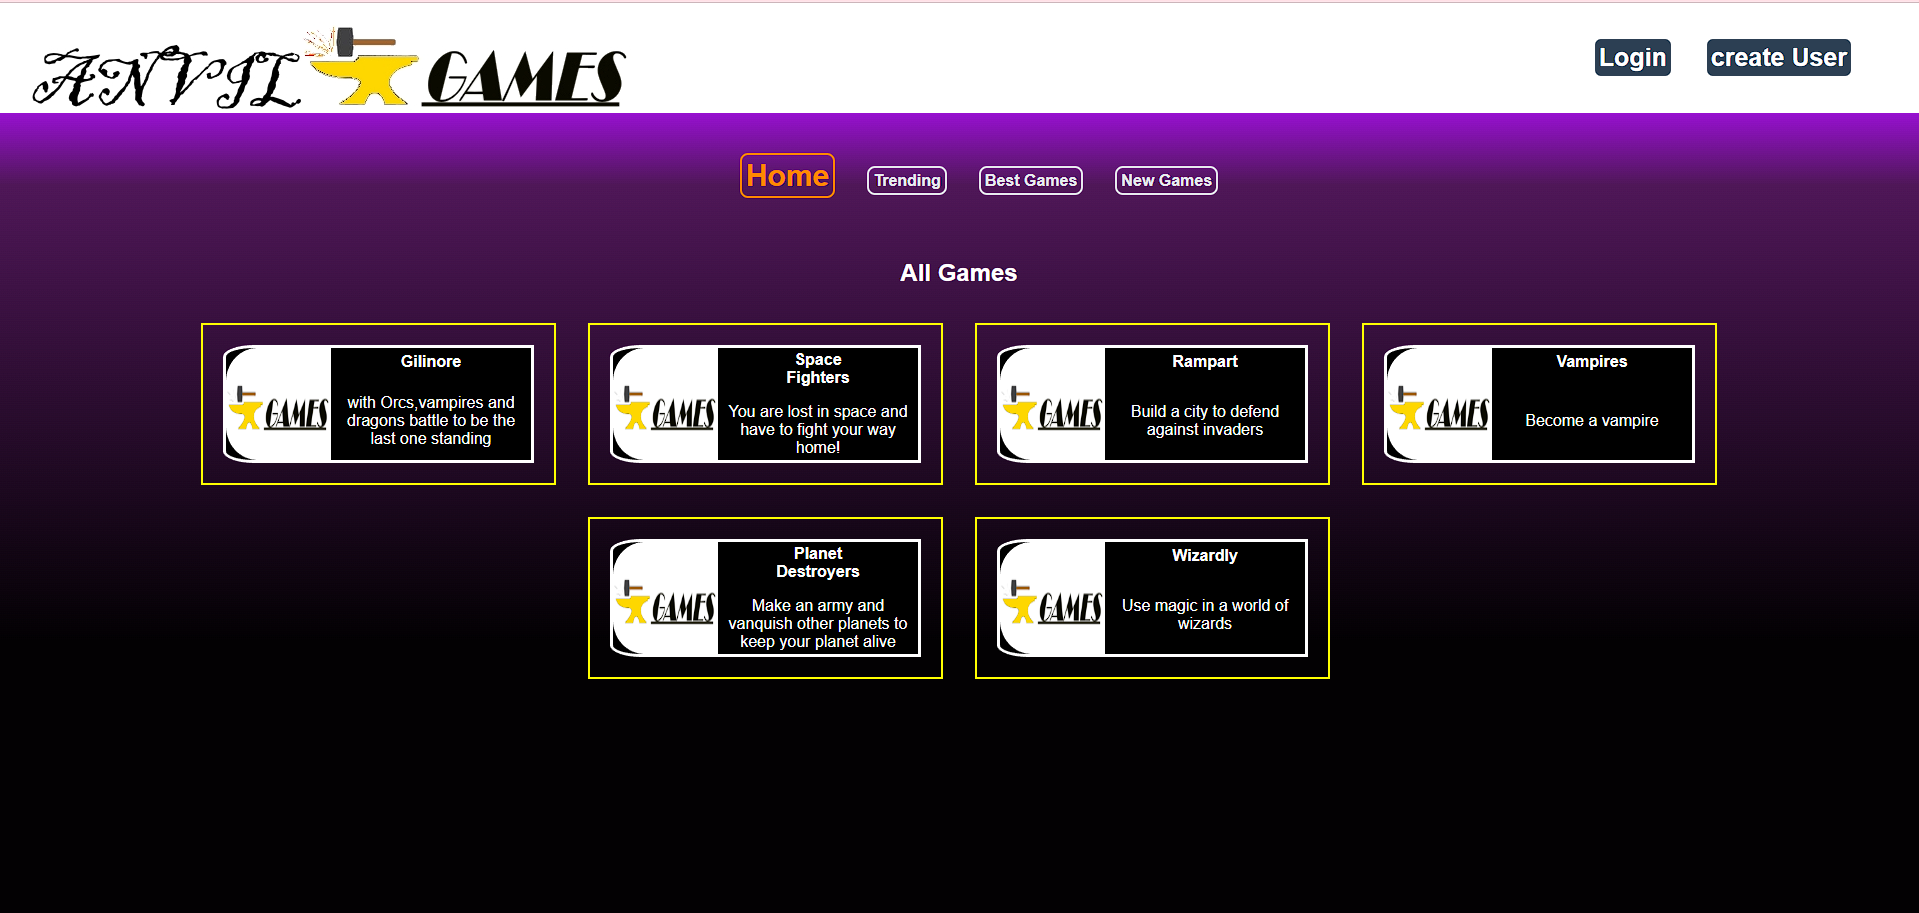 ANVIL GAMES
Login
create User
Home
Trending
Best Games
New Games
All Games
GAMES
Gilinore
with Orcs,vampires and
dragons battle to be the
last one standing
GAMES
Space
Fighters
You are lost in space and
have to fight your way
home!
GAMES
Rampart
Build a city to defend
against invaders
GAMES
Vampires
Become a vampire
GAMES
Planet
Destroyers
Make an army and
vanquish other planets to
keep your planet alive
GAMES
Wizardly
Use magic in a world of
wizards